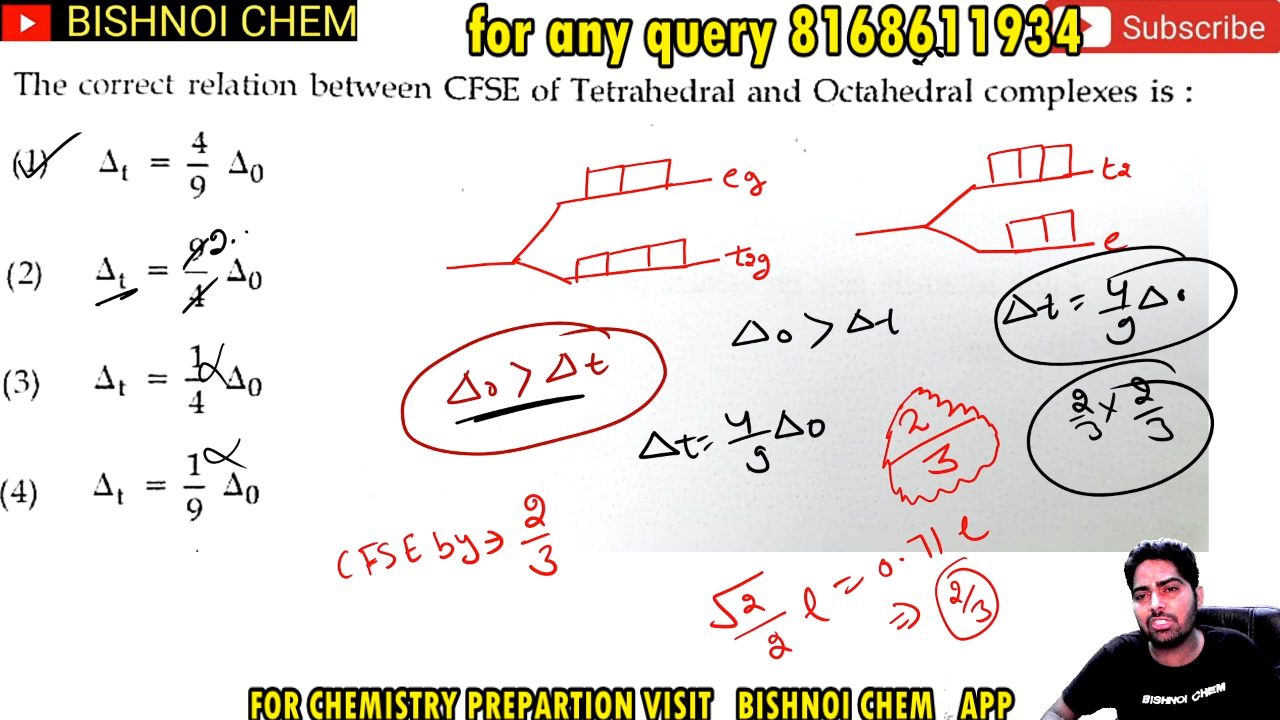 BISHNOI CHEM
for any query 8168611934
Subscribe
The correct relation between CFSE of Tetrahedral and Octahedral complexes is :
(1) Δt = 4/9 Δ0
(2) Δt = 9/4 Δ0
(3) Δt = 1/4 Δ0
(4) Δt = 1/9 Δ0
eg
t2g
t2
e
Δ0 > Δt
Δt = 4/9 Δ0
Δ0 > Δt
Δt = 4/9 Δ0
2/3
2/3 × 2/3
CFSE by ⇒ 2/3
√2/2 l = 0.71 l
⇒ 2/3
BISHNOI CHEM
FOR CHEMISTRY PREPARTION VISIT BISHNOI CHEM APP